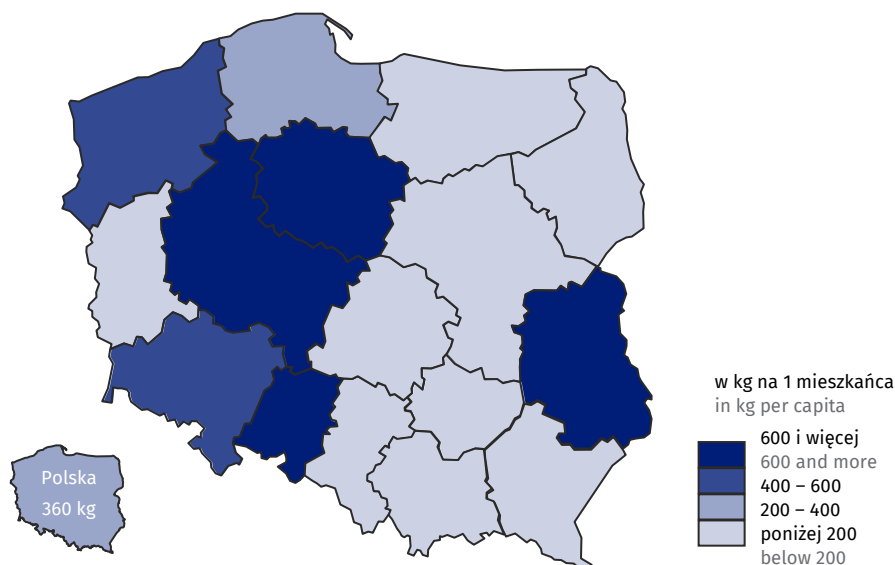 w kg na 1 mieszkańca
in kg per capita
600 i więcej
600 and more
400 – 600
200 – 400
poniżej 200
below 200
Polska
360 kg